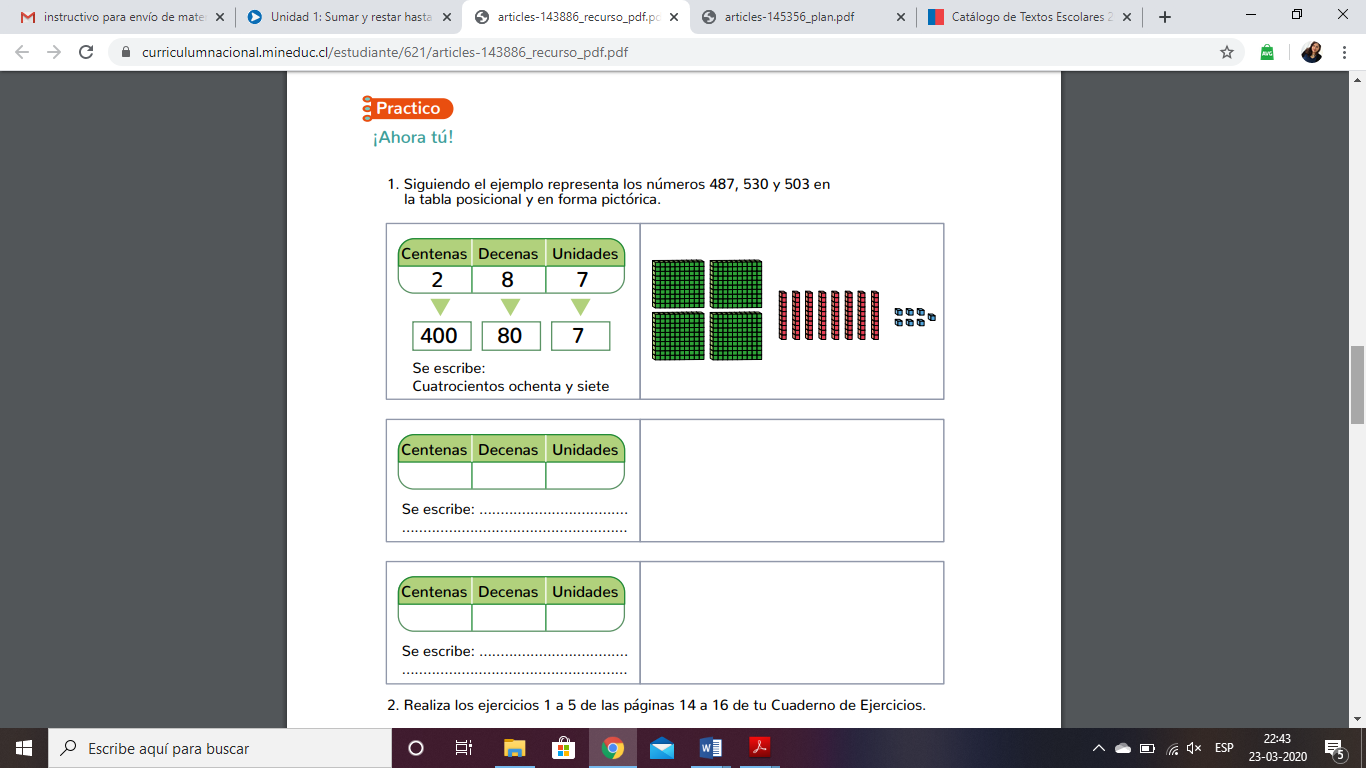 instructivo para envío de mater
Unidad 1: Sumar y restar hasta
articles-143886_recurso_pdf.pd
articles-145356_plan.pdf
Catálogo de Textos Escolares 2
curriculumnacional.mineduc.cl/estudiante/621/articles-143886_recurso_pdf.pdf
AVG
Practico
¡Ahora tú!
1. Siguiendo el ejemplo representa los números 487, 530 y 503 en
la tabla posicional y en forma pictórica.
Centenas Decenas Unidades
2 8 7
400 80 7
Se escribe:
Cuatrocientos ochenta y siete
Centenas Decenas Unidades
Se escribe: ...................................
.....................................................
Centenas Decenas Unidades
Se escribe: ...................................
.....................................................
2. Realiza los ejercicios 1 a 5 de las páginas 14 a 16 de tu Cuaderno de Ejercicios.
Escribe aquí para buscar
ESP
22:43
23-03-2020
5